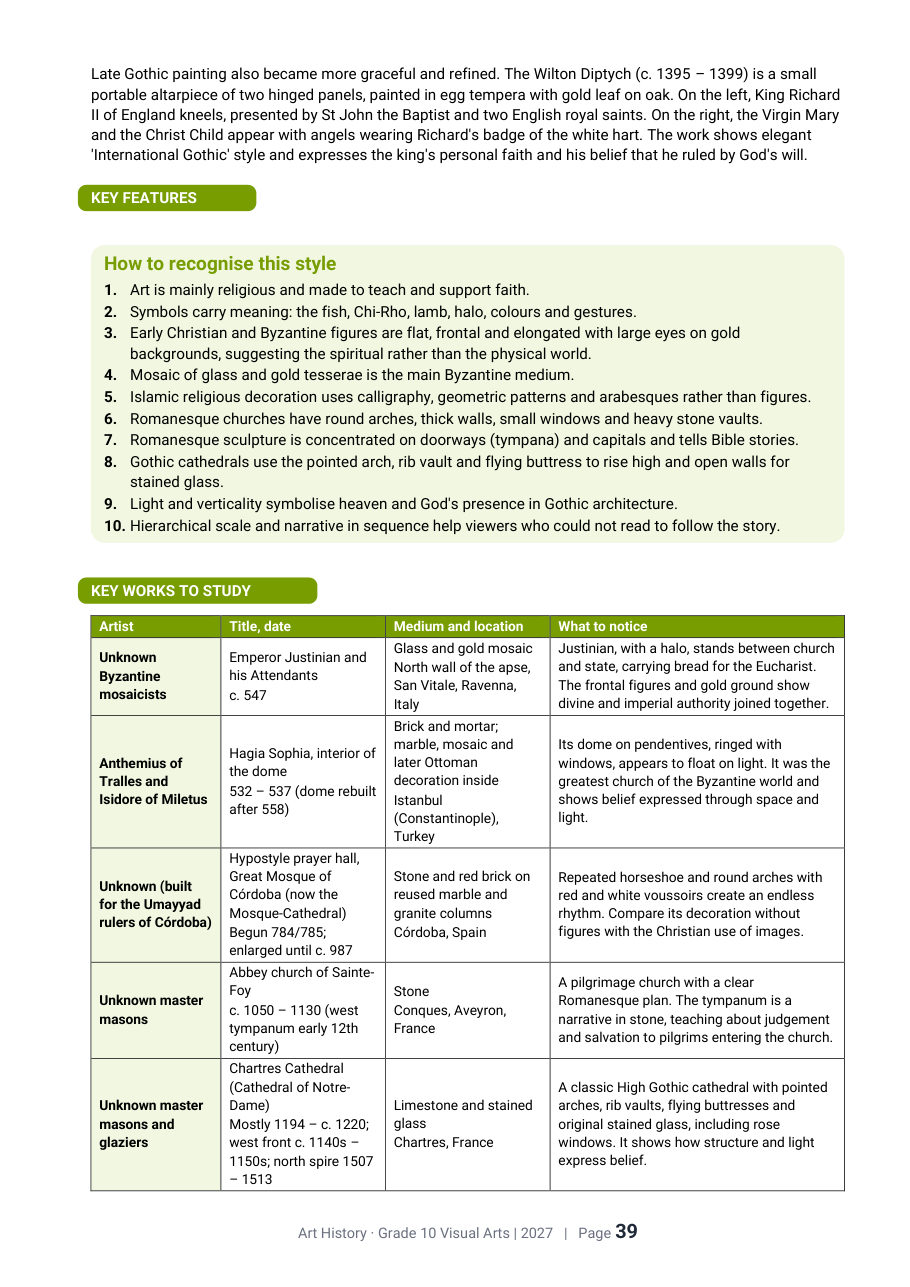 Late Gothic painting also became more graceful and refined. The Wilton Diptych (c. 1395 – 1399) is a small
portable altarpiece of two hinged panels, painted in egg tempera with gold leaf on oak. On the left, King Richard
II of England kneels, presented by St John the Baptist and two English royal saints. On the right, the Virgin Mary
and the Christ Child appear with angels wearing Richard's badge of the white hart. The work shows elegant
'International Gothic' style and expresses the king's personal faith and his belief that he ruled by God's will.
KEY FEATURES
How to recognise this style
1. Art is mainly religious and made to teach and support faith.
2. Symbols carry meaning: the fish, Chi-Rho, lamb, halo, colours and gestures.
3. Early Christian and Byzantine figures are flat, frontal and elongated with large eyes on gold
backgrounds, suggesting the spiritual rather than the physical world.
4. Mosaic of glass and gold tesserae is the main Byzantine medium.
5. Islamic religious decoration uses calligraphy, geometric patterns and arabesques rather than figures.
6. Romanesque churches have round arches, thick walls, small windows and heavy stone vaults.
7. Romanesque sculpture is concentrated on doorways (tympana) and capitals and tells Bible stories.
8. Gothic cathedrals use the pointed arch, rib vault and flying buttress to rise high and open walls for
stained glass.
9. Light and verticality symbolise heaven and God's presence in Gothic architecture.
10. Hierarchical scale and narrative in sequence help viewers who could not read to follow the story.
KEY WORKS TO STUDY
Artist
Title, date
Medium and location
What to notice
Unknown
Byzantine
mosaicists
Emperor Justinian and
his Attendants
c. 547
Glass and gold mosaic
North wall of the apse,
San Vitale, Ravenna,
Italy
Justinian, with a halo, stands between church
and state, carrying bread for the Eucharist.
The frontal figures and gold ground show
divine and imperial authority joined together.
Anthemius of
Tralles and
Isidore of Miletus
Hagia Sophia, interior of
the dome
532 – 537 (dome rebuilt
after 558)
Brick and mortar;
marble, mosaic and
later Ottoman
decoration inside
Istanbul
(Constantinople),
Turkey
Its dome on pendentives, ringed with
windows, appears to float on light. It was the
greatest church of the Byzantine world and
shows belief expressed through space and
light.
Unknown (built
for the Umayyad
rulers of Córdoba)
Hypostyle prayer hall,
Great Mosque of
Córdoba (now the
Mosque-Cathedral)
Begun 784/785;
enlarged until c. 987
Stone and red brick on
reused marble and
granite columns
Córdoba, Spain
Repeated horseshoe and round arches with
red and white voussoirs create an endless
rhythm. Compare its decoration without
figures with the Christian use of images.
Unknown master
masons
Abbey church of Sainte-
Foy
c. 1050 – 1130 (west
tympanum early 12th
century)
Stone
Conques, Aveyron,
France
A pilgrimage church with a clear
Romanesque plan. The tympanum is a
narrative in stone, teaching about judgement
and salvation to pilgrims entering the church.
Unknown master
masons and
glaziers
Chartres Cathedral
(Cathedral of Notre-
Dame)
Mostly 1194 – c. 1220;
west front c. 1140s –
1150s; north spire 1507
– 1513
Limestone and stained
glass
Chartres, France
A classic High Gothic cathedral with pointed
arches, rib vaults, flying buttresses and
original stained glass, including rose
windows. It shows how structure and light
express belief.
Art History · Grade 10 Visual Arts | 2027 | Page 39